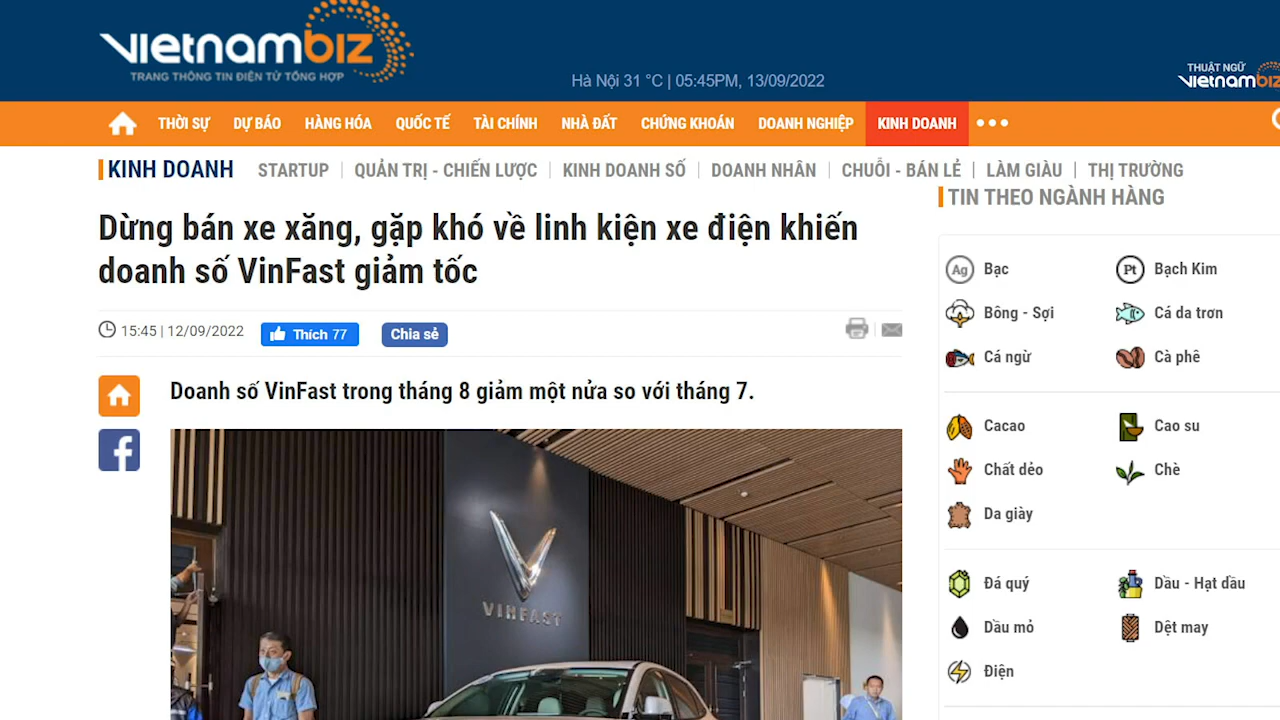 VIETNAMBIZ
TRANG THÔNG TIN ĐIỆN TỬ TỔNG HỢP
Hà Nội 31 °C | 05:45PM, 13/09/2022
THUẬT NGỮ
VIETNAMBIZ
THỜI SỰ DỰ BÁO HÀNG HÓA QUỐC TẾ TÀI CHÍNH NHÀ ĐẤT CHỨNG KHOÁN DOANH NGHIỆP KINH DOANH
KINH DOANH STARTUP QUẢN TRỊ - CHIẾN LƯỢC KINH DOANH SỐ DOANH NHÂN CHUỖI - BÁN LẺ LÀM GIÀU THỊ TRƯỜNG
Dừng bán xe xăng, gặp khó về linh kiện xe điện khiến
doanh số VinFast giảm tốc
15:45 | 12/09/2022 Thích 77 Chia sẻ
Doanh số VinFast trong tháng 8 giảm một nửa so với tháng 7.
VINFAST
TIN THEO NGÀNH HÀNG
Ag Bạc Pt Bạch Kim
Bông - Sợi Cá da trơn
Cá ngừ Cà phê
Cacao Cao su
Chất dẻo Chè
Da giày
Đá quý Dầu - Hạt dầu
Dầu mỏ Dệt may
Điện